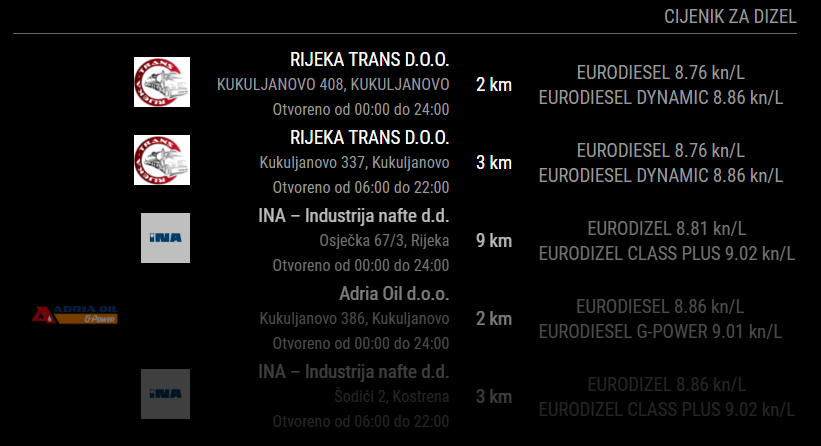 CIJENIK ZA DIZEL
RIJEKA TRANS D.O.O.
KUKULJANOVO 408, KUKULJANOVO
Otvoreno od 00:00 do 24:00
2 km
EURODIESEL 8.76 kn/L
EURODIESEL DYNAMIC 8.86 kn/L
RIJEKA TRANS D.O.O.
Kukuljanovo 337, Kukuljanovo
Otvoreno od 06:00 do 22:00
3 km
EURODIESEL 8.76 kn/L
EURODIESEL DYNAMIC 8.86 kn/L
INA
INA – Industrija nafte d.d.
Osječka 67/3, Rijeka
Otvoreno od 00:00 do 24:00
9 km
EURODIZEL 8.81 kn/L
EURODIZEL CLASS PLUS 9.02 kn/L
ADRIA OIL
G-Power
Adria Oil d.o.o.
Kukuljanovo 386, Kukuljanovo
Otvoreno od 00:00 do 24:00
2 km
EURODIESEL 8.86 kn/L
EURODIESEL G-POWER 9.01 kn/L
INA
INA – Industrija nafte d.d.
Šodići 2, Kostrena
Otvoreno od 06:00 do 22:00
3 km
EURODIZEL 8.86 kn/L
EURODIZEL CLASS PLUS 9.02 kn/L